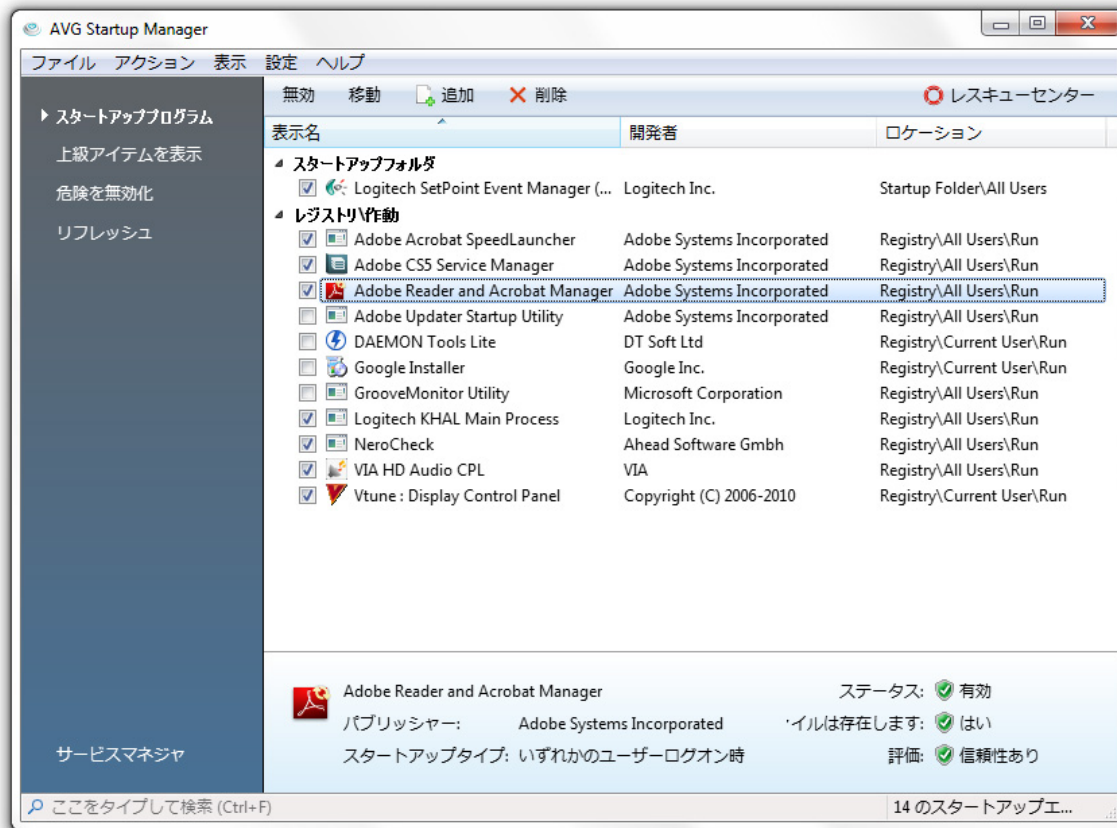 AVG Startup Manager
ファイル アクション 表示 設定 ヘルプ
無効 移動 追加 削除 レスキューセンター
スタートアッププログラム
上級アイテムを表示
危険を無効化
リフレッシュ
サービスマネジャ
表示名 開発者 ロケーション
スタートアップフォルダ
Logitech SetPoint Event Manager (... Logitech Inc. Startup Folder\All Users
レジストリ\作動
Adobe Acrobat SpeedLauncher Adobe Systems Incorporated Registry\All Users\Run
Adobe CS5 Service Manager Adobe Systems Incorporated Registry\All Users\Run
Adobe Reader and Acrobat Manager Adobe Systems Incorporated Registry\All Users\Run
Adobe Updater Startup Utility Adobe Systems Incorporated Registry\All Users\Run
DAEMON Tools Lite DT Soft Ltd Registry\Current User\Run
Google Installer Google Inc. Registry\Current User\Run
GrooveMonitor Utility Microsoft Corporation Registry\All Users\Run
Logitech KHAL Main Process Logitech Inc. Registry\All Users\Run
NeroCheck Ahead Software Gmbh Registry\All Users\Run
VIA HD Audio CPL VIA Registry\All Users\Run
Vtune : Display Control Panel Copyright (C) 2006-2010 Registry\Current User\Run
Adobe Reader and Acrobat Manager ステータス: 有効
パブリッシャー: Adobe Systems Incorporated イルは存在します: はい
スタートアップタイプ: いずれかのユーザーログオン時 評価: 信頼性あり
ここをタイプして検索 (Ctrl+F) 14 のスタートアップエ...